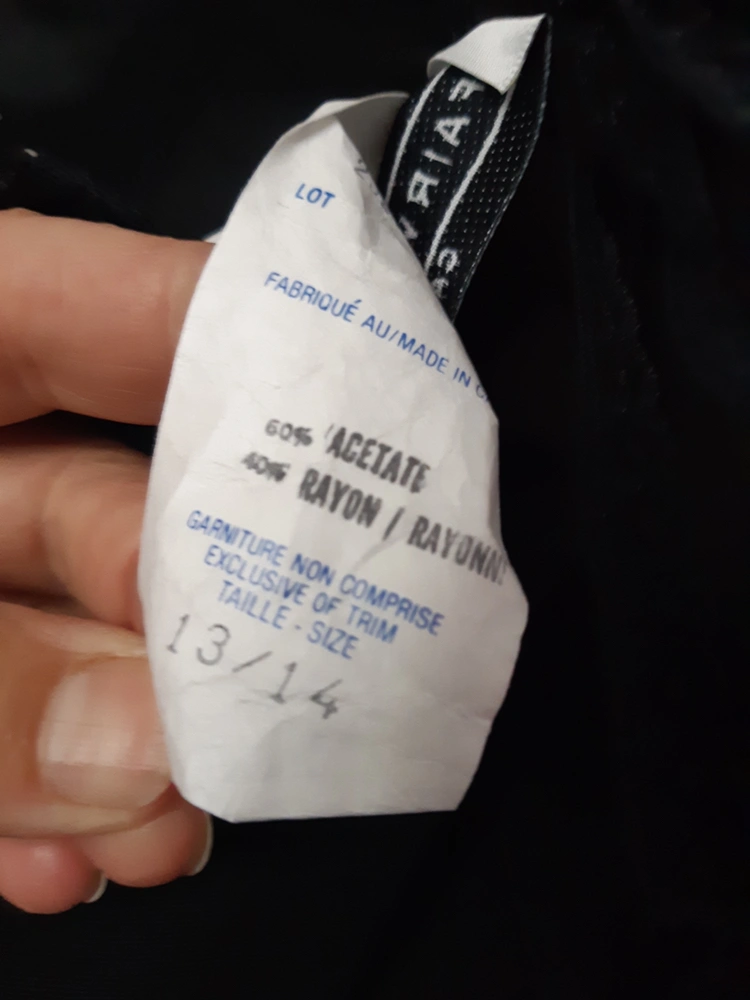 LOT
FABRIQUÉ AU/MADE IN
60% ACETATE
40% RAYON / RAYONN
GARNITURE NON COMPRISE
EXCLUSIVE OF TRIM
TAILLE - SIZE
13/14